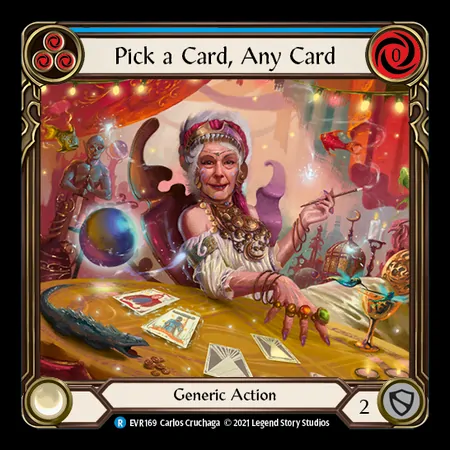 Pick a Card, Any Card
0
Generic Action
2
R EVR169 Carlos Cruchaga © 2021 Legend Story Studios